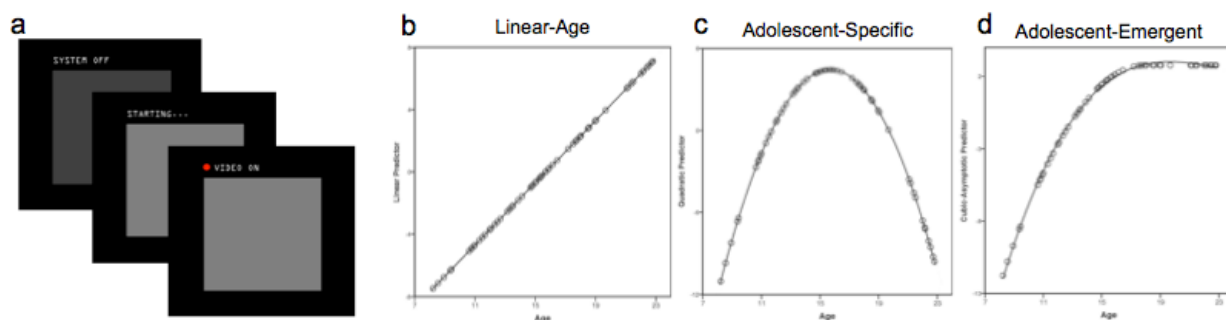 a
SYSTEM OFF
STARTING...
VIDEO ON
b
Linear-Age
Linear Predictor
7 11 15 19 23
Age
c
Adolescent-Specific
Quadratic Predictor
7 11 15 19 23
Age
d
Adolescent-Emergent
Cubic-Asymptotic Predictor
7 11 15 19 23
Age